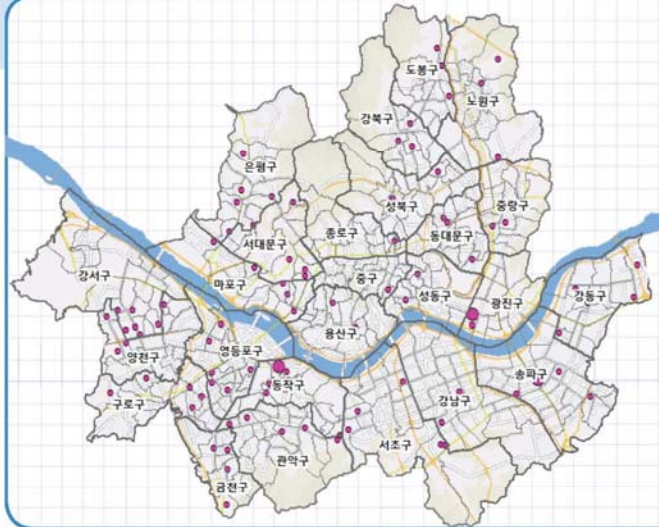 도봉구
노원구
강북구
은평구
성북구
중랑구
서대문구
종로구
동대문구
강서구
마포구
중구
성동구
광진구
강동구
용산구
영등포구
양천구
동작구
송파구
구로구
강남구
서초구
관악구
금천구